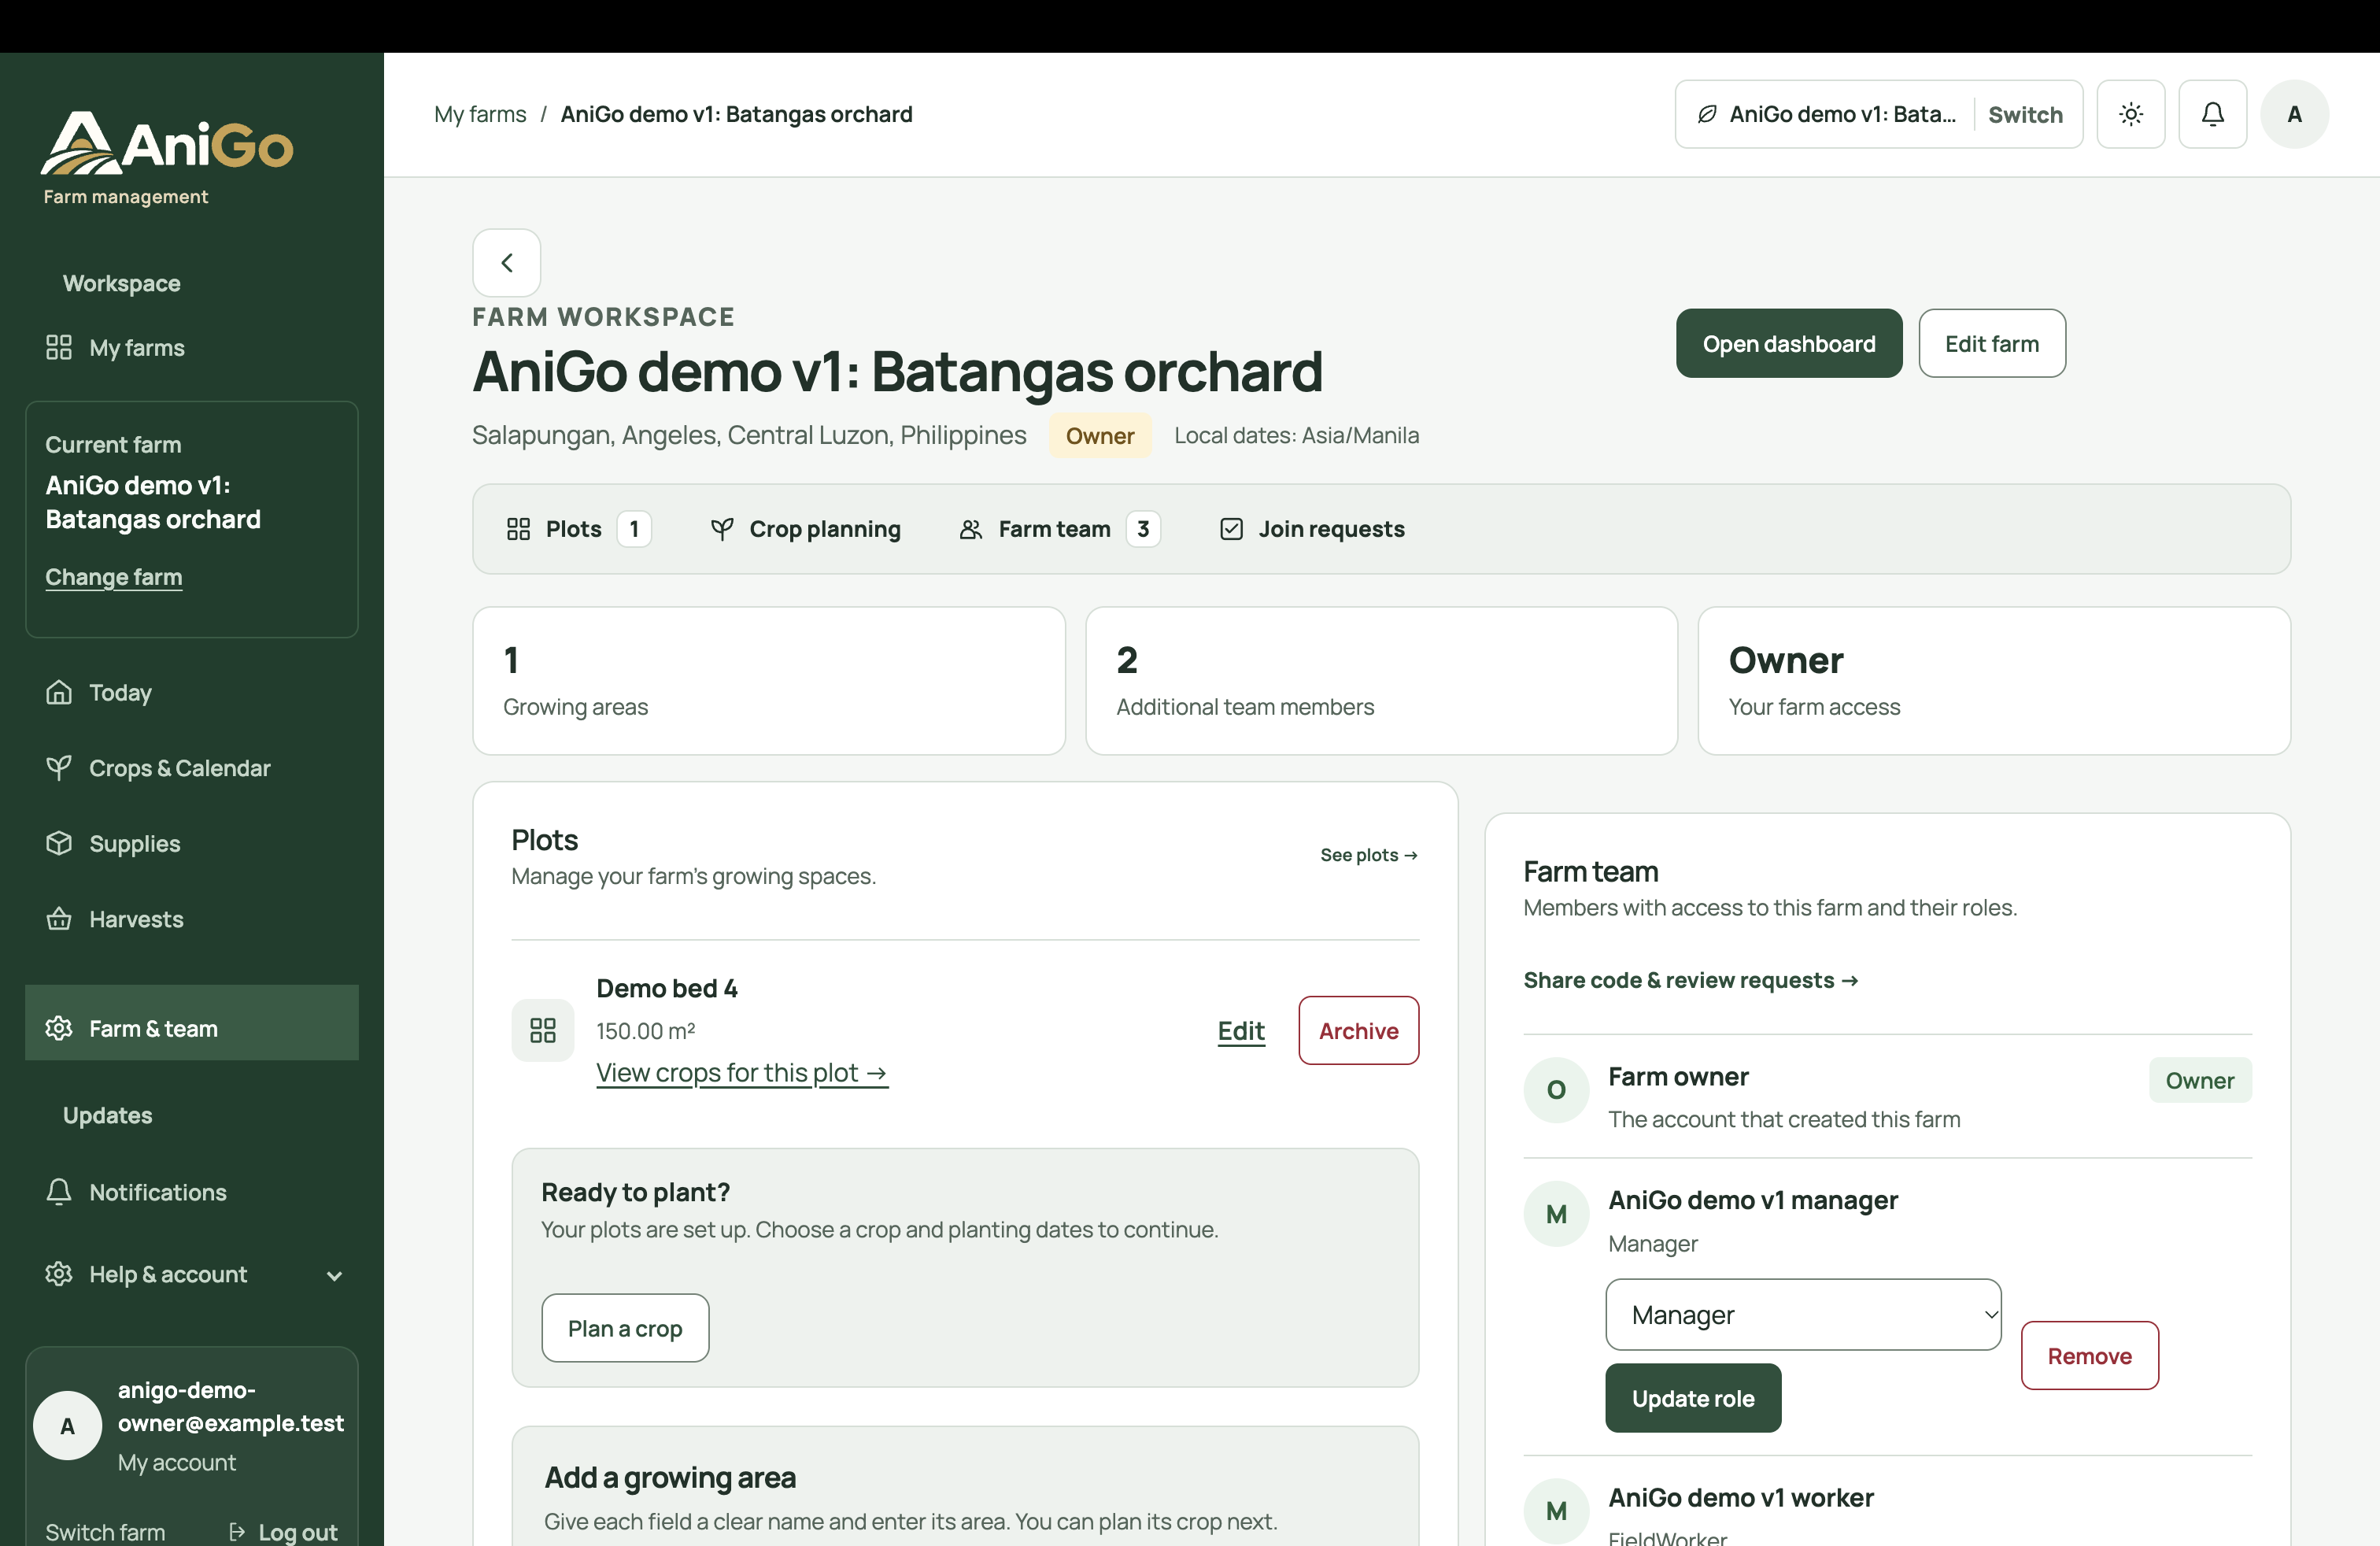 AniGo
Farm management
Workspace
My farms
Current farm
AniGo demo v1:
Batangas orchard
Change farm
Today
Crops & Calendar
Supplies
Harvests
Farm & team
Updates
Notifications
Help & account
A
anigo-demo-
owner@example.test
My account
Switch farm
Log out
My farms / AniGo demo v1: Batangas orchard
AniGo demo v1: Bata... Switch
A
FARM WORKSPACE
AniGo demo v1: Batangas orchard
Salapungan, Angeles, Central Luzon, Philippines Owner Local dates: Asia/Manila
Open dashboard
Edit farm
Plots 1 Crop planning Farm team 3 Join requests
1
Growing areas
2
Additional team members
Owner
Your farm access
Plots
Manage your farm's growing spaces.
See plots →
Demo bed 4
150.00 m²
View crops for this plot →
Edit
Archive
Ready to plant?
Your plots are set up. Choose a crop and planting dates to continue.
Plan a crop
Add a growing area
Give each field a clear name and enter its area. You can plan its crop next.
Farm team
Members with access to this farm and their roles.
Share code & review requests →
O
Farm owner
The account that created this farm
Owner
M
AniGo demo v1 manager
Manager
Manager
Update role
Remove
M
AniGo demo v1 worker
FieldWorker